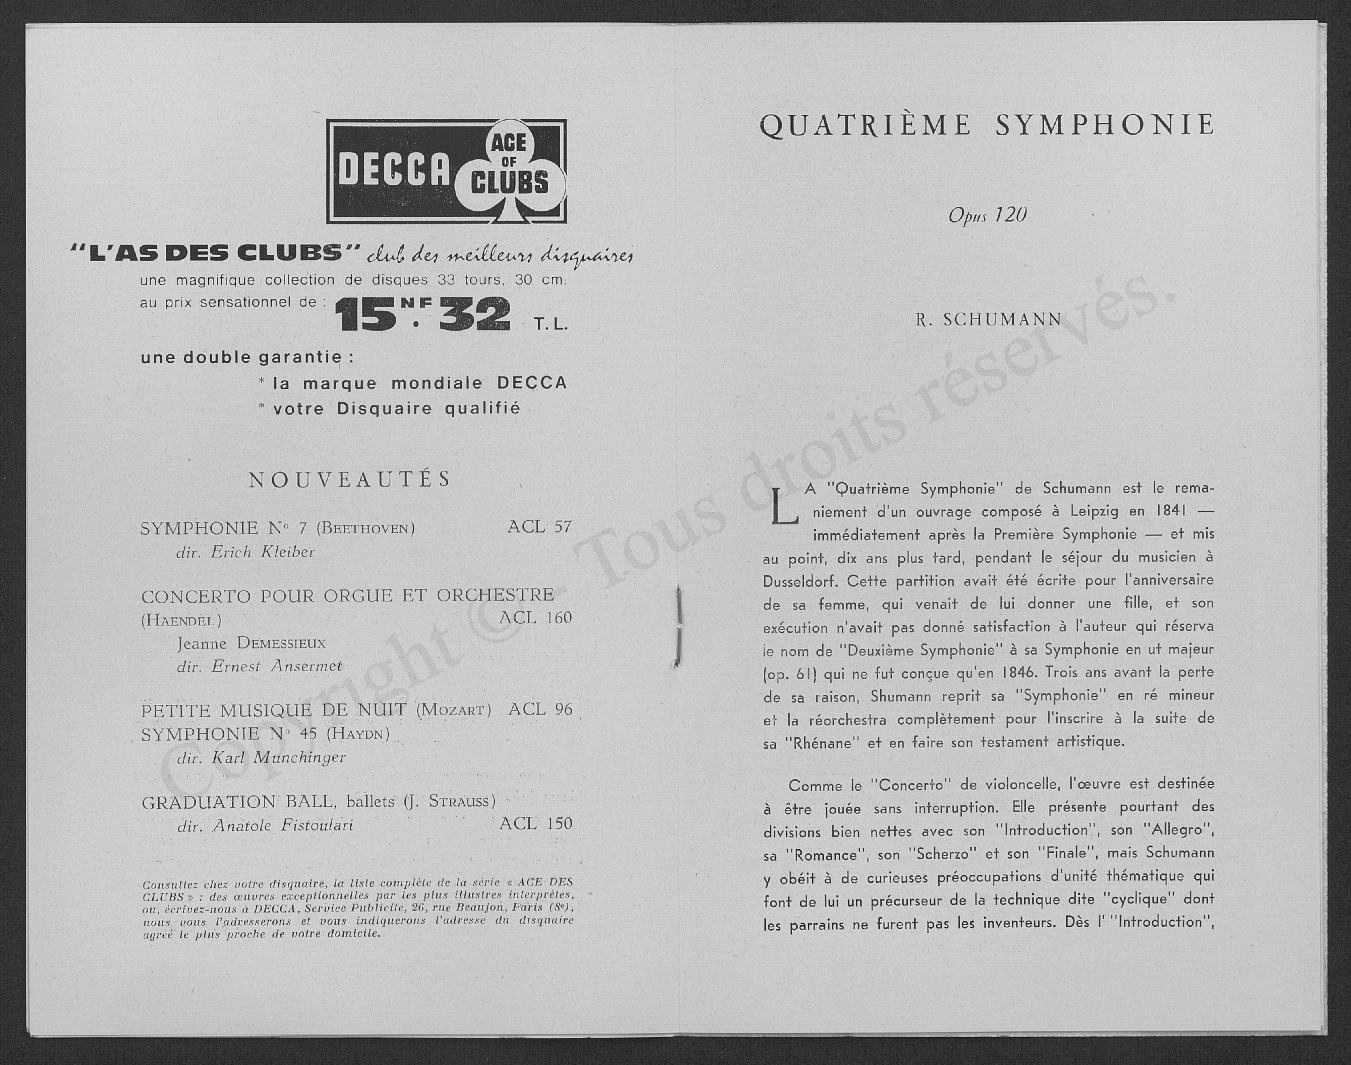 DECCA
ACE
OF
CLUBS
"L'AS DES CLUBS" club des meilleurs disquaires
une magnifique collection de disques 33 tours, 30 cm.
au prix sensationnel de : 15 NF. 32 T. L.
une double garantie :
* la marque mondiale DECCA
* votre Disquaire qualifié
NOUVEAUTÉS
SYMPHONIE N° 7 (BEETHOVEN) ACL 57
dir. Erich Kleiber
CONCERTO POUR ORGUE ET ORCHESTRE
(HAENDEL) ACL 160
Jeanne DEMESSIEUX
dir. Ernest Ansermet
PETITE MUSIQUE DE NUIT (MOZART) ACL 96
SYMPHONIE N° 45 (HAYDN)
dir. Karl Munchinger
GRADUATION BALL, ballets (J. STRAUSS)
dir. Anatole Fistoulari ACL 150
Consultez chez votre disquaire, la liste complète de la série « ACE DES
CLUBS » : des œuvres exceptionnelles par les plus illustres interprètes,
ou, écrivez-nous à DECCA, Service Publicité, 26, rue Beaujon, Paris (8e),
nous vous l'adresserons et vous indiquerons l'adresse du disquaire
agréé le plus proche de votre domicile.
QUATRIÈME SYMPHONIE
Opus 120
R. SCHUMANN
LA "Quatrième Symphonie" de Schumann est le rema-
niement d'un ouvrage composé à Leipzig en 1841 —
immédiatement après la Première Symphonie — et mis
au point, dix ans plus tard, pendant le séjour du musicien à
Dusseldorf. Cette partition avait été écrite pour l'anniversaire
de sa femme, qui venait de lui donner une fille, et son
exécution n'avait pas donné satisfaction à l'auteur qui réserva
le nom de "Deuxième Symphonie" à sa Symphonie en ut majeur
(op. 61) qui ne fut conçue qu'en 1846. Trois ans avant la perte
de sa raison, Shumann reprit sa "Symphonie" en ré mineur
et la réorchestra complètement pour l'inscrire à la suite de
sa "Rhénane" et en faire son testament artistique.
Comme le "Concerto" de violoncelle, l'œuvre est destinée
à être jouée sans interruption. Elle présente pourtant des
divisions bien nettes avec son "Introduction", son "Allegro",
sa "Romance", son "Scherzo" et son "Finale", mais Schumann
y obéit à de curieuses préoccupations d'unité thématique qui
font de lui un précurseur de la technique dite "cyclique" dont
les parrains ne furent pas les inventeurs. Dès l' "Introduction",
Copyright © - Tous droits réservés.